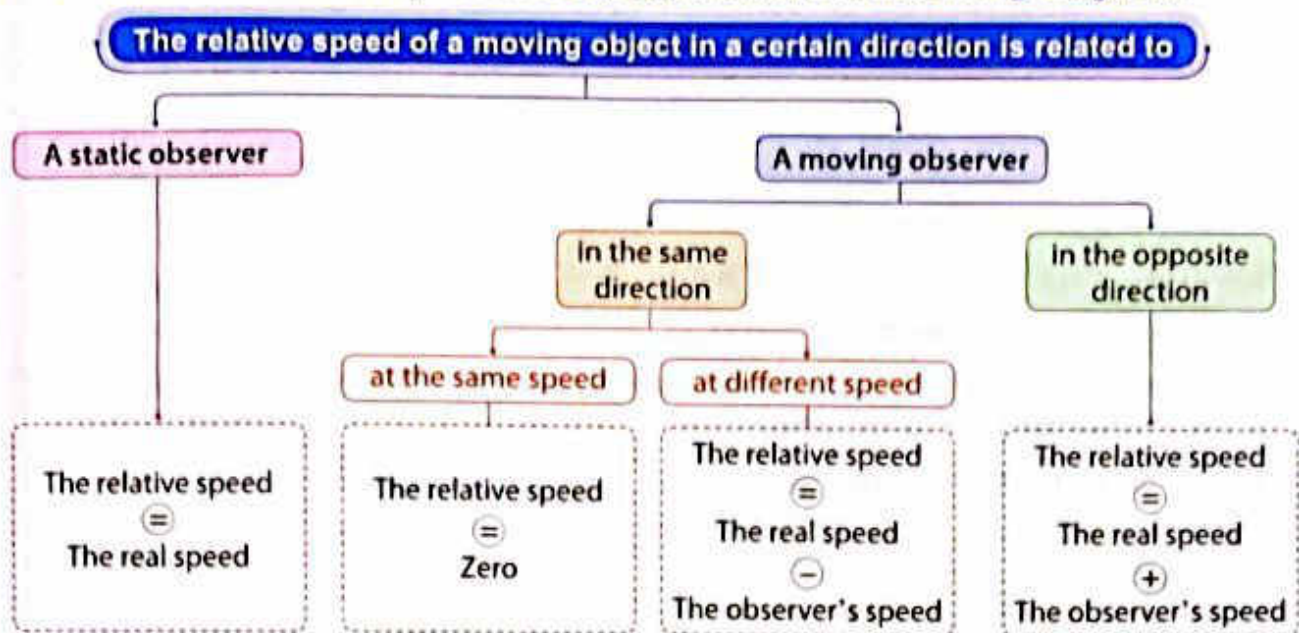 The relative speed of a moving object in a certain direction is related to
A static observer
A moving observer
in the same
direction
in the opposite
direction
at the same speed
at different speed
The relative speed
=
The real speed
The relative speed
=
Zero
The relative speed
=
The real speed
−
The observer's speed
The relative speed
=
The real speed
+
The observer's speed